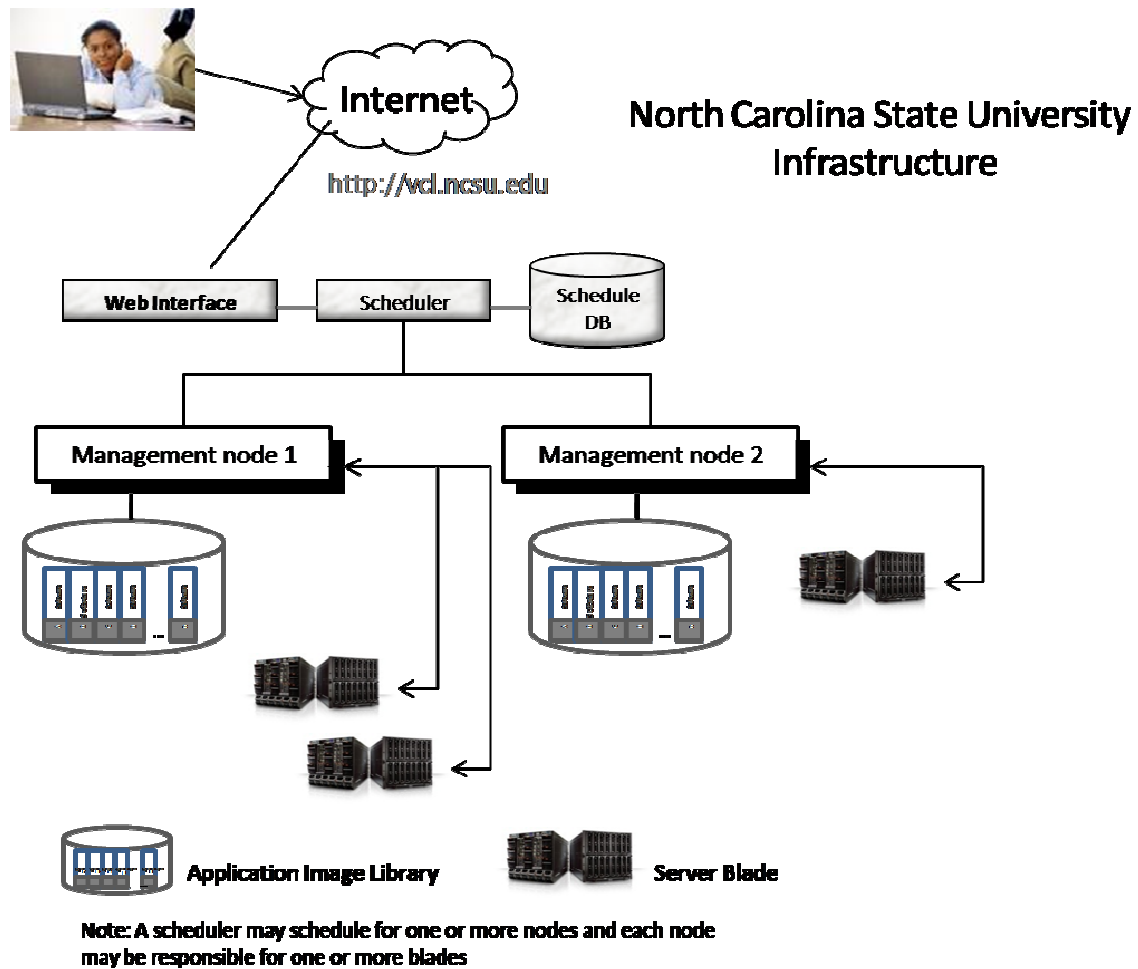 Internet
North Carolina State University
Infrastructure
http://vcl.ncsu.edu
Web Interface
Scheduler
Schedule
DB
Management node 1
Management node 2
...
...
Application Image Library
Server Blade
Note: A scheduler may schedule for one or more nodes and each node
may be responsible for one or more blades